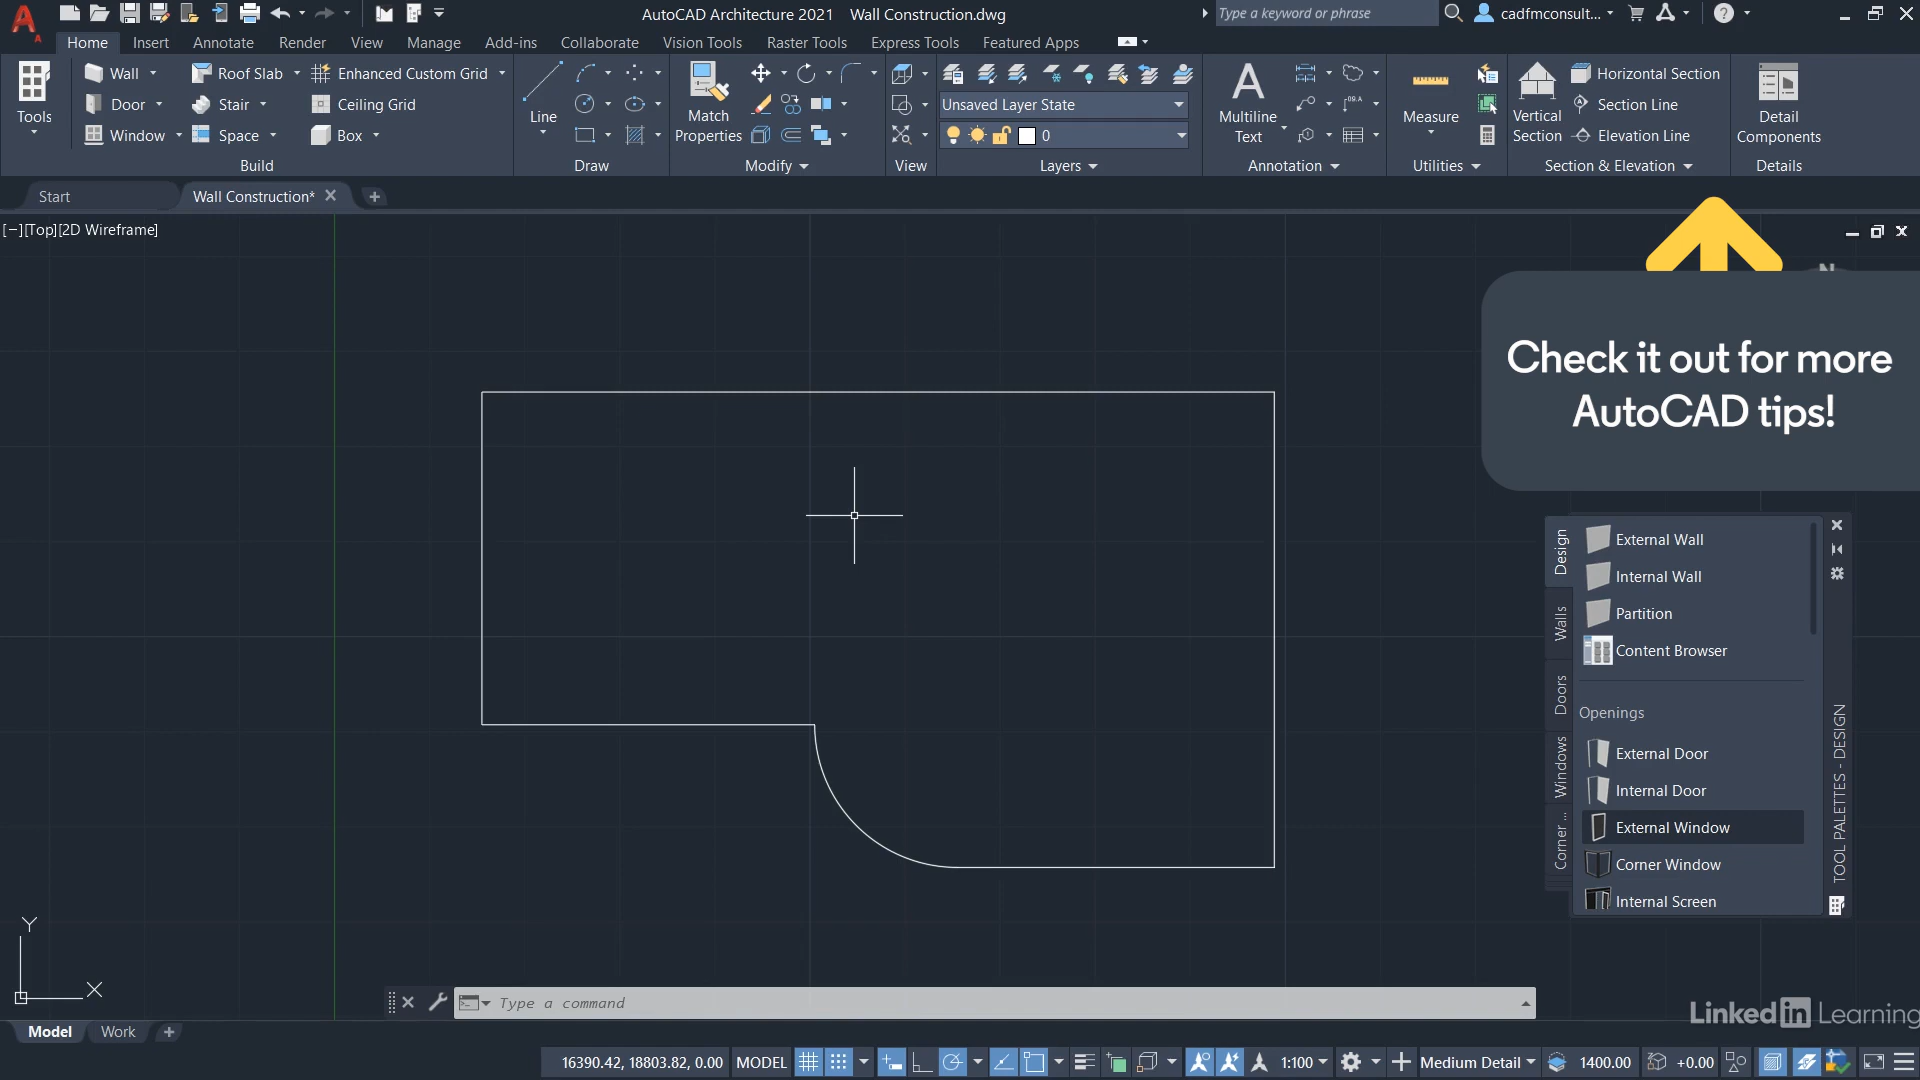 AutoCAD Architecture 2021 Wall Construction.dwg
Type a keyword or phrase
cadfmconsult...
Home Insert Annotate Render View Manage Add-ins Collaborate Vision Tools Raster Tools Express Tools Featured Apps
Tools
Wall
Door
Window
Roof Slab
Stair
Space
Enhanced Custom Grid
Ceiling Grid
Box
Build
Line
Draw
Match
Properties
Modify
View
Unsaved Layer State
0
Layers
A
Multiline
Text
Annotation
Measure
Utilities
Vertical
Section
Horizontal Section
Section Line
Elevation Line
Section & Elevation
Detail
Components
Details
Start
Wall Construction*
[−][Top][2D Wireframe]
Check it out for more
AutoCAD tips!
Design
Walls
Doors
Windows
Corner ...
External Wall
Internal Wall
Partition
Content Browser
Openings
External Door
Internal Door
External Window
Corner Window
Internal Screen
TOOL PALETTES - DESIGN
Y
X
Type a command
LinkedIn Learning
Model Work
16390.42, 18803.82, 0.00 MODEL
1:100
Medium Detail
1400.00
+0.00